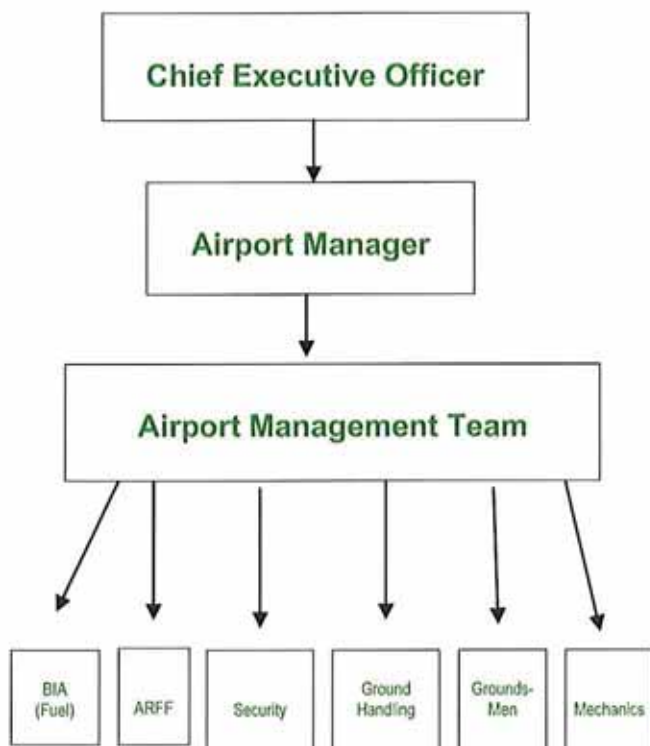 Chief Executive Officer
Airport Manager
Airport Management Team
BIA
(Fuel)
ARFF
Security
Ground
Handling
Grounds-
Men
Mechanics